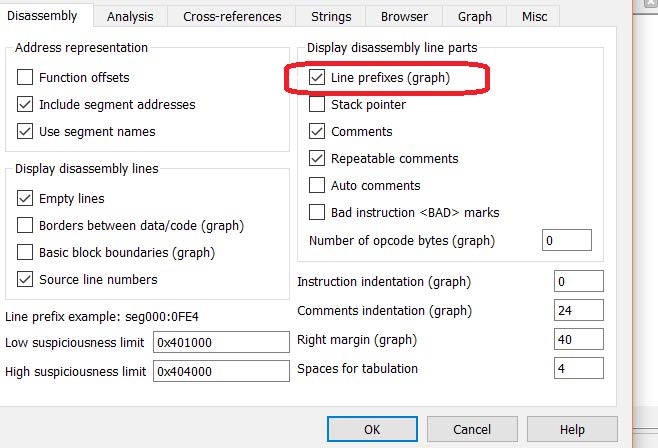 Disassembly Analysis Cross-references Strings Browser Graph Misc
Address representation
Function offsets
Include segment addresses
Use segment names
Display disassembly lines
Empty lines
Borders between data/code (graph)
Basic block boundaries (graph)
Source line numbers
Line prefix example: seg000:0FE4
Low suspiciousness limit 0x401000
High suspiciousness limit 0x404000
Display disassembly line parts
Line prefixes (graph)
Stack pointer
Comments
Repeatable comments
Auto comments
Bad instruction <BAD> marks
Number of opcode bytes (graph) 0
Instruction indentation (graph) 0
Comments indentation (graph) 24
Right margin (graph) 40
Spaces for tabulation 4
OK Cancel Help